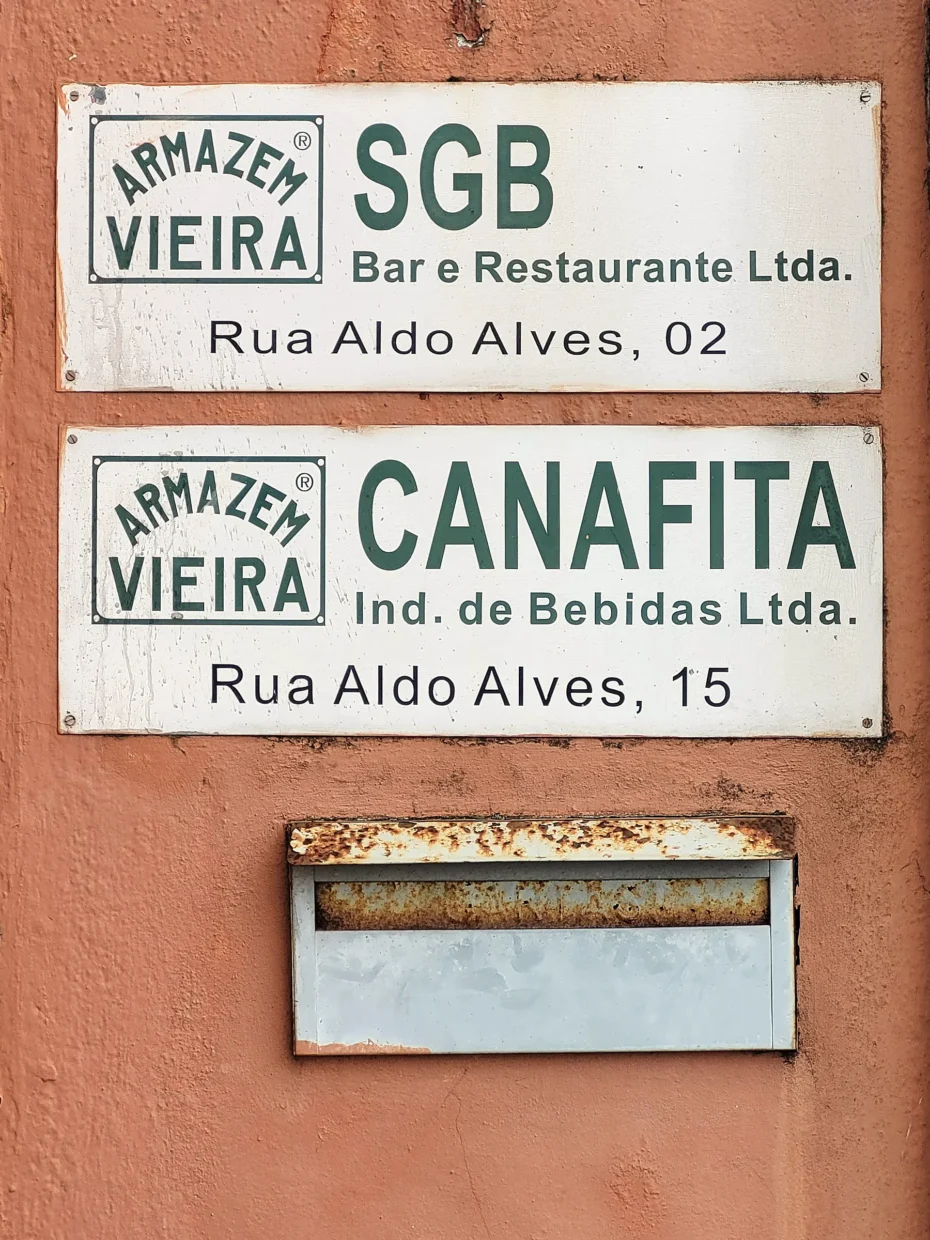 ARMAZEM ®
VIEIRA
SGB
Bar e Restaurante Ltda.
Rua Aldo Alves, 02
ARMAZEM ®
VIEIRA
CANAFITA
Ind. de Bebidas Ltda.
Rua Aldo Alves, 15